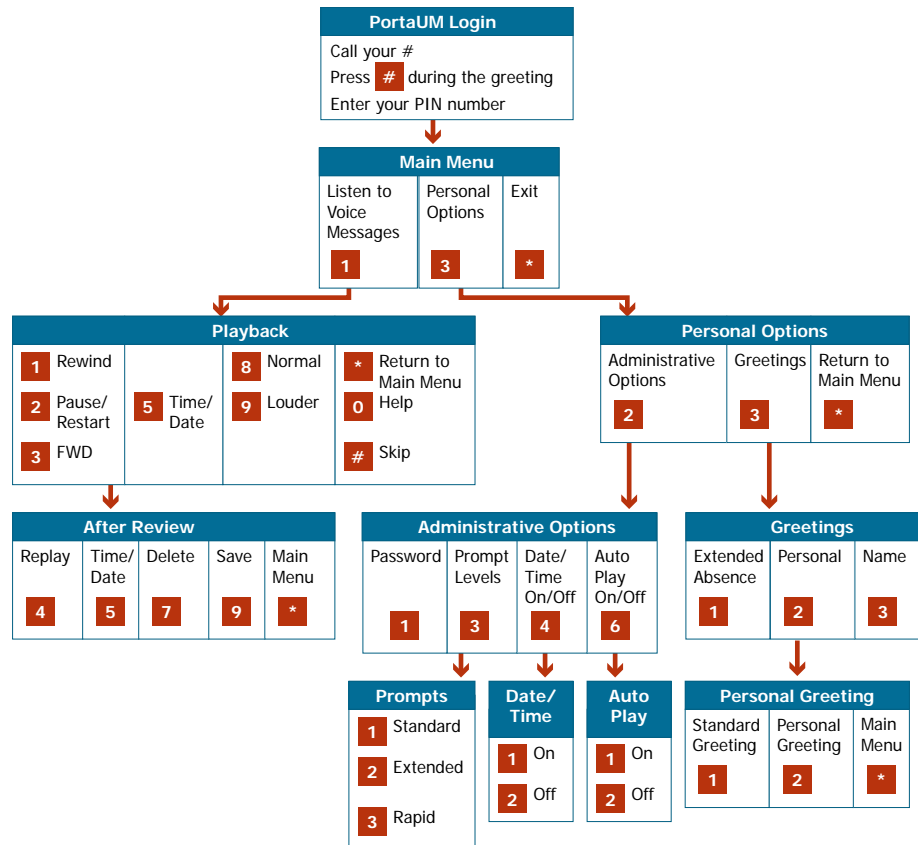 PortaUM Login
Call your #
Press # during the greeting
Enter your PIN number
Main Menu
Listen to
Voice
Messages
1
Personal
Options
3
Exit
*
Playback
1 Rewind
2 Pause/
Restart
3 FWD
5 Time/
Date
8 Normal
9 Louder
* Return to
Main Menu
0 Help
# Skip
Personal Options
Administrative
Options
2
Greetings
3
Return to
Main Menu
*
After Review
Replay
4
Time/
Date
5
Delete
7
Save
9
Main
Menu
*
Administrative Options
Password
1
Prompt
Levels
3
Date/
Time
On/Off
4
Auto
Play
On/Off
6
Greetings
Extended
Absence
1
Personal
2
Name
3
Prompts
1 Standard
2 Extended
3 Rapid
Date/
Time
1 On
2 Off
Auto
Play
1 On
2 Off
Personal Greeting
Standard
Greeting
1
Personal
Greeting
2
Main
Menu
*